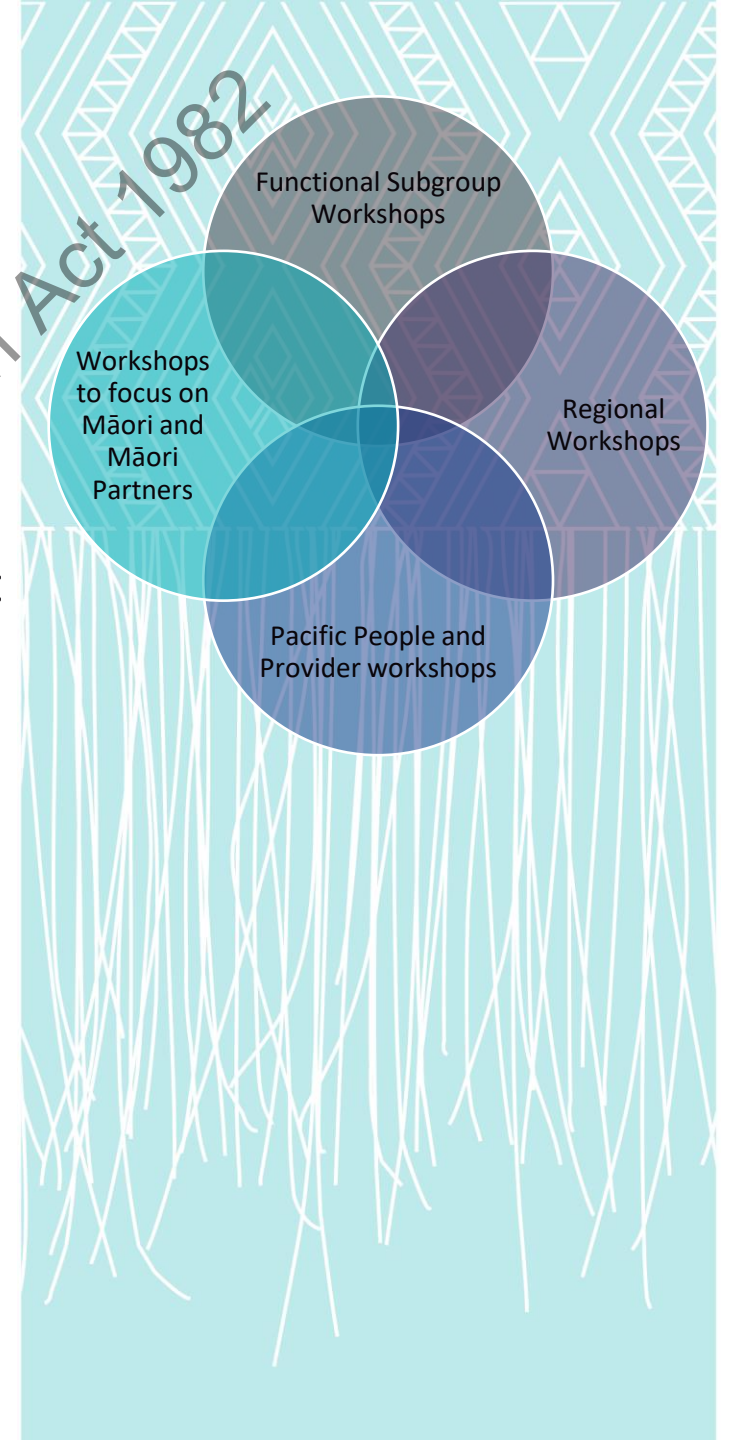 Act 1982
Functional Subgroup
Workshops
Workshops
to focus on
Māori and
Māori
Partners
Regional
Workshops
Pacific People and
Provider workshops